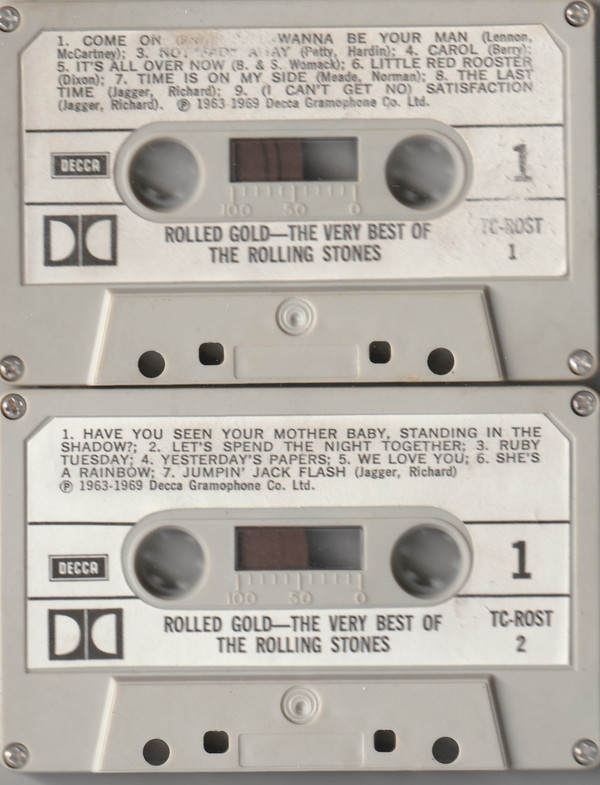 1. COME ON WANNA BE YOUR MAN (Lennon,
McCartney); 3. NOT FADE AWAY (Petty, Hardin); 4. CAROL (Berry);
5. IT'S ALL OVER NOW (B. & S. Womack); 6. LITTLE RED ROOSTER
(Dixon); 7. TIME IS ON MY SIDE (Meade, Norman); 8. THE LAST
TIME (Jagger, Richard); 9. (I CAN'T GET NO) SATISFACTION
(Jagger, Richard). ℗ 1963-1969 Decca Gramophone Co. Ltd.
DECCA
1
100 50 0
ROLLED GOLD—THE VERY BEST OF
THE ROLLING STONES
TC-ROST
1
1. HAVE YOU SEEN YOUR MOTHER BABY, STANDING IN THE
SHADOW?; 2. LET'S SPEND THE NIGHT TOGETHER; 3. RUBY
TUESDAY; 4. YESTERDAY'S PAPERS; 5. WE LOVE YOU; 6. SHE'S
A RAINBOW; 7. JUMPIN' JACK FLASH (Jagger, Richard)
℗ 1963-1969 Decca Gramophone Co. Ltd.
DECCA
1
100 50 0
ROLLED GOLD—THE VERY BEST OF
THE ROLLING STONES
TC-ROST
2